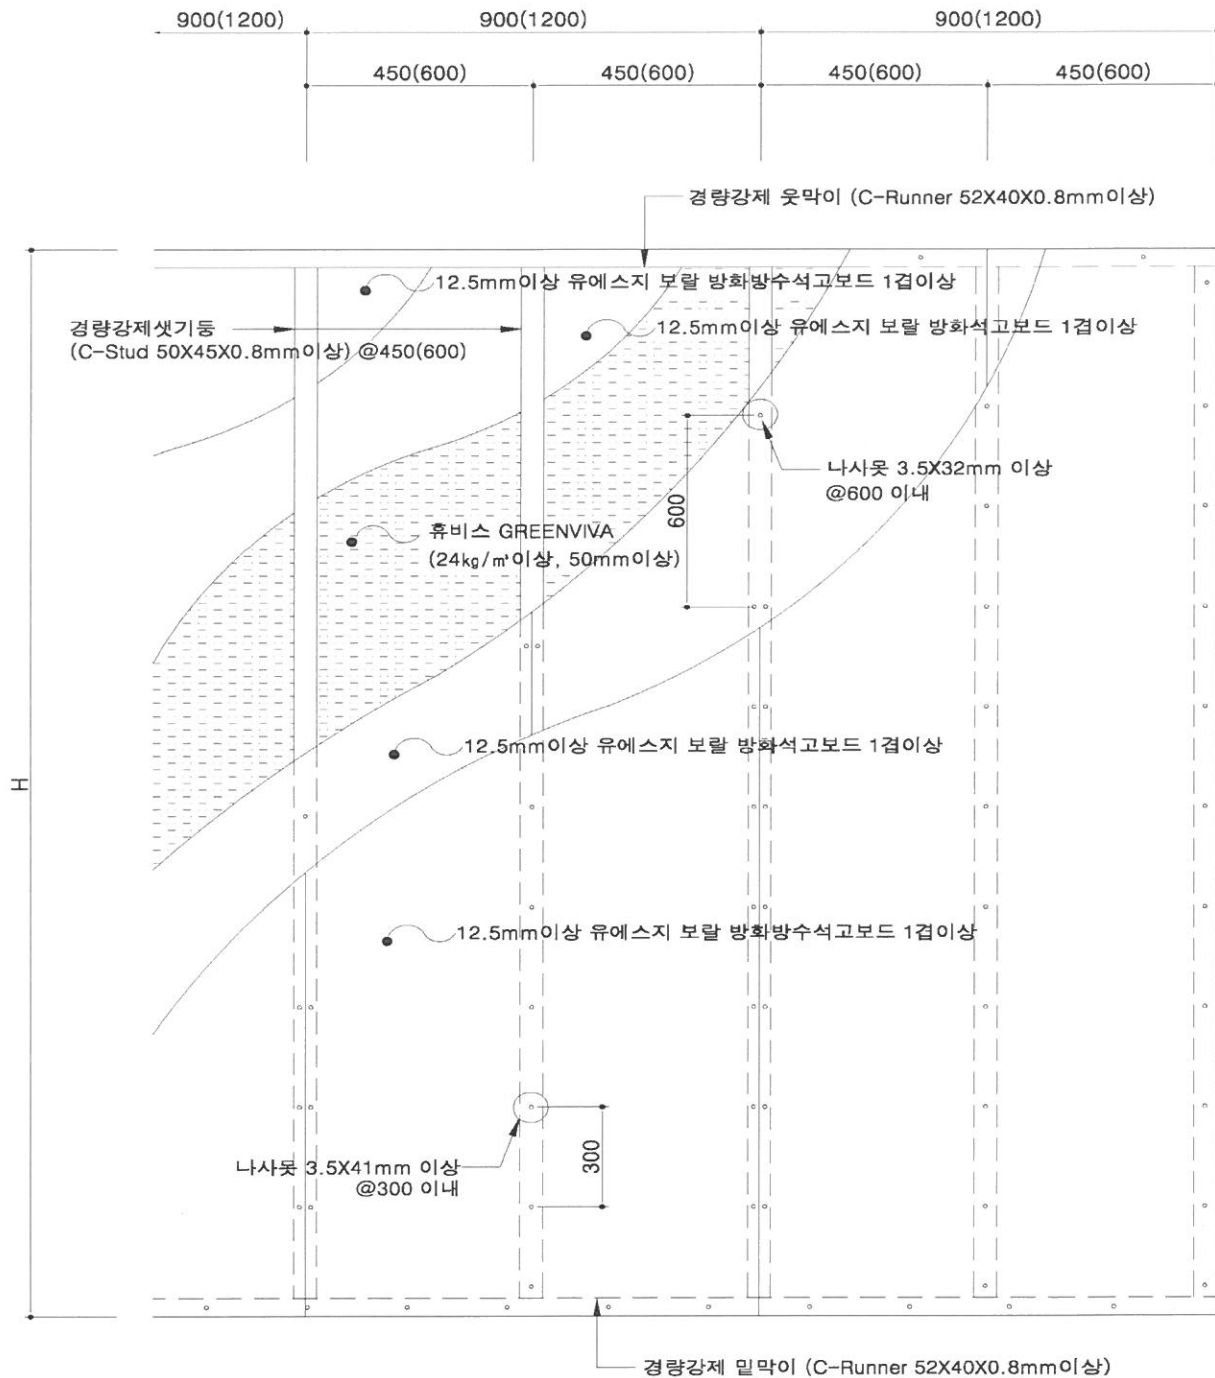 900(1200)
900(1200)
900(1200)
450(600)
450(600)
450(600)
450(600)
경량강제 웃막이 (C-Runner 52X40X0.8mm이상)
12.5mm이상 유에스지 보랄 방화방수석고보드 1겹이상
경량강제샛기둥
(C-Stud 50X45X0.8mm이상) @450(600)
12.5mm이상 유에스지 보랄 방화석고보드 1겹이상
나사못 3.5X32mm 이상
@600 이내
600
휴비스 GREENVIVA
(24kg/㎥이상, 50mm이상)
12.5mm이상 유에스지 보랄 방화석고보드 1겹이상
H
12.5mm이상 유에스지 보랄 방화방수석고보드 1겹이상
나사못 3.5X41mm 이상
@300 이내
300
경량강제 밑막이 (C-Runner 52X40X0.8mm이상)